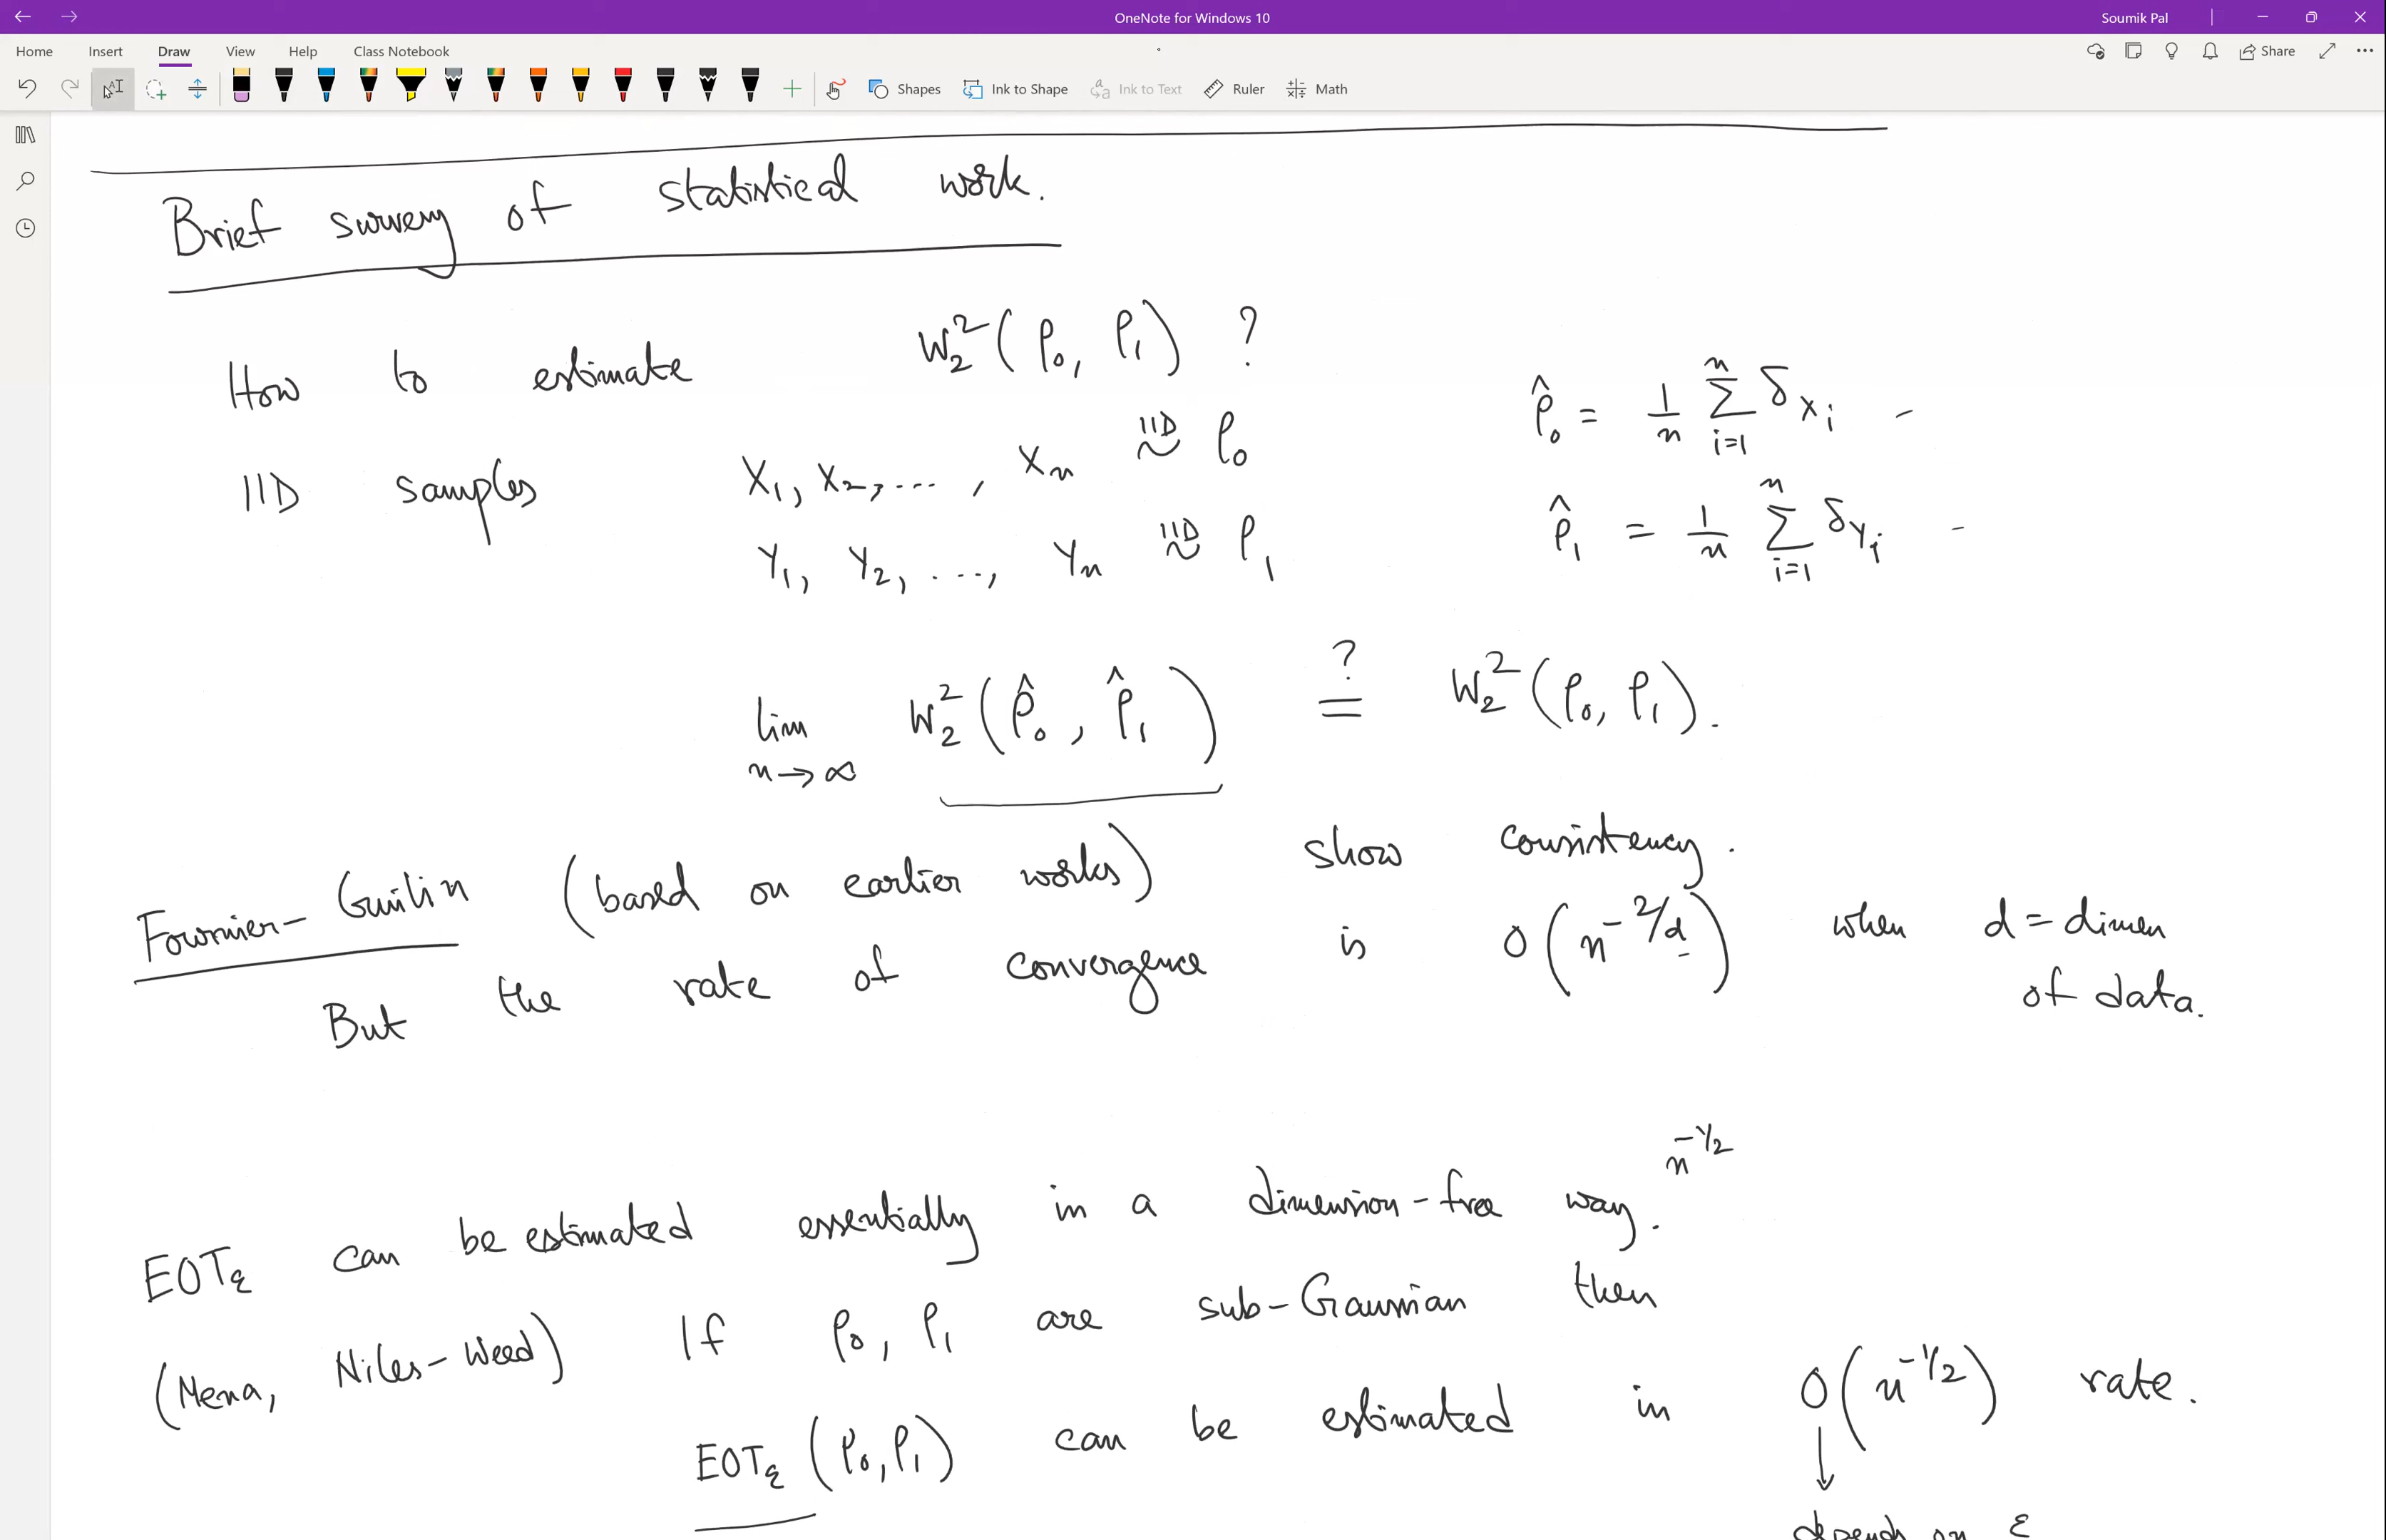 OneNote for Windows 10
Soumik Pal
Home Insert Draw View Help Class Notebook
Share
Shapes Ink to Shape Ink to Text Ruler Math
Brief survey of statistical work.
How to estimate W₂²(ρ₀, ρ₁) ?
IID samples X₁, X₂, ..., Xₙ ~ᴵᴵᴰ ρ₀
ρ̂₀ = 1/n Σᵢ₌₁ⁿ δ_{Xᵢ} -
Y₁, Y₂, ..., Yₙ ~ᴵᴵᴰ ρ₁
ρ̂₁ = 1/n Σᵢ₌₁ⁿ δ_{Yᵢ} -
lim_{n→∞} W₂²(ρ̂₀, ρ̂₁) =? W₂²(ρ₀, ρ₁).
Fournier-Guilin (based on earlier works) show consistency.
But the rate of convergence is O(n^{-2/d}) when d = dimen
of data.
EOT_ε can be estimated essentially in a dimension-free way. n^{-1/2}
(Mena, Niles-Weed) If ρ₀, ρ₁ are sub-Gaussian then
EOT_ε(ρ₀, ρ₁) can be estimated in O(n^{-1/2}) rate.
↓
depends on ε